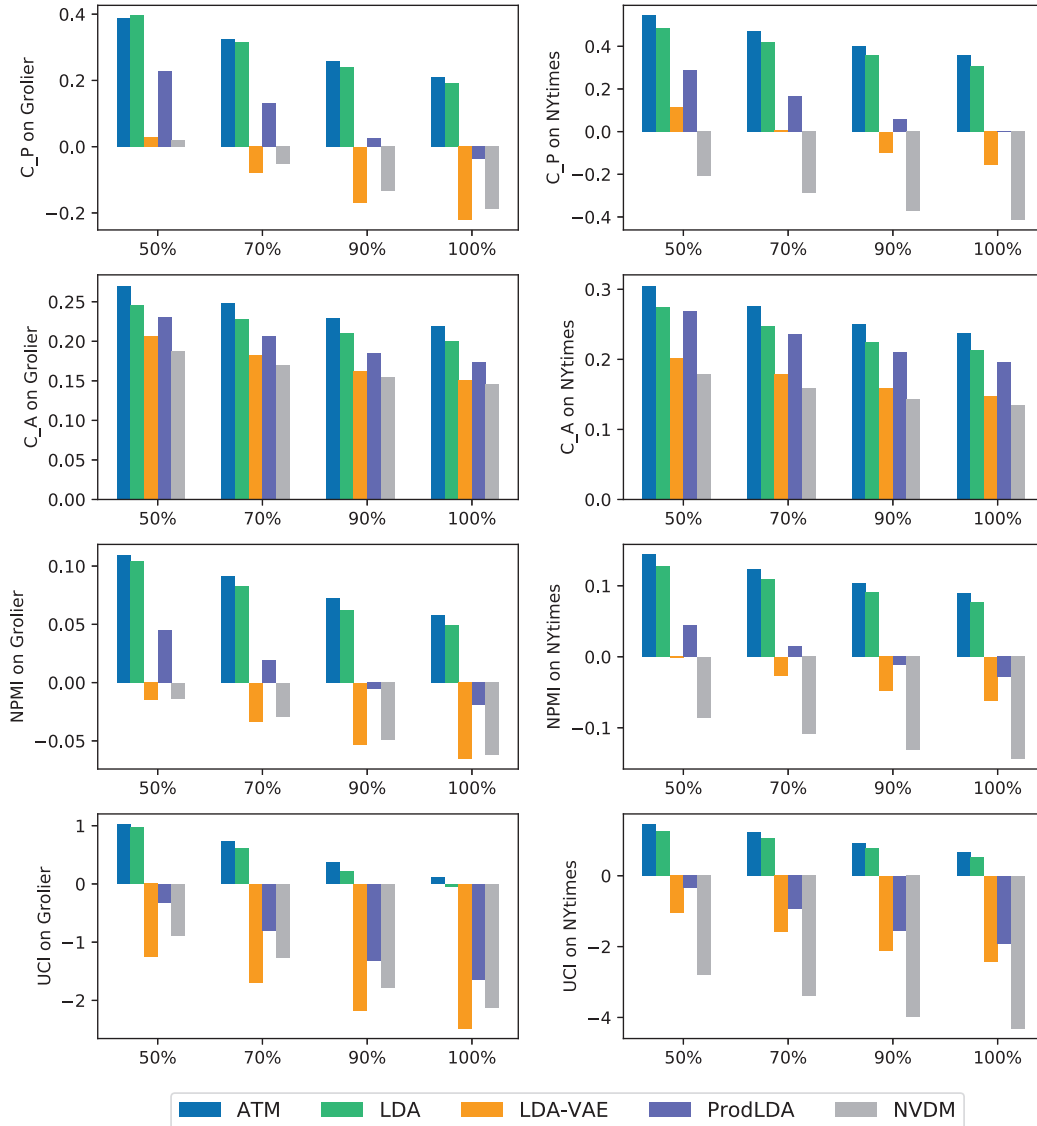 C_P on Grolier
0.4
0.2
0.0
−0.2
50% 70% 90% 100%
C_P on NYtimes
0.4
0.2
0.0
−0.2
−0.4
50% 70% 90% 100%
C_A on Grolier
0.25
0.20
0.15
0.10
0.05
0.00
50% 70% 90% 100%
C_A on NYtimes
0.3
0.2
0.1
0.0
50% 70% 90% 100%
NPMI on Grolier
0.10
0.05
0.00
−0.05
50% 70% 90% 100%
NPMI on NYtimes
0.1
0.0
−0.1
50% 70% 90% 100%
UCI on Grolier
1
0
−1
−2
50% 70% 90% 100%
UCI on NYtimes
0
−2
−4
50% 70% 90% 100%
ATM LDA LDA-VAE ProdLDA NVDM